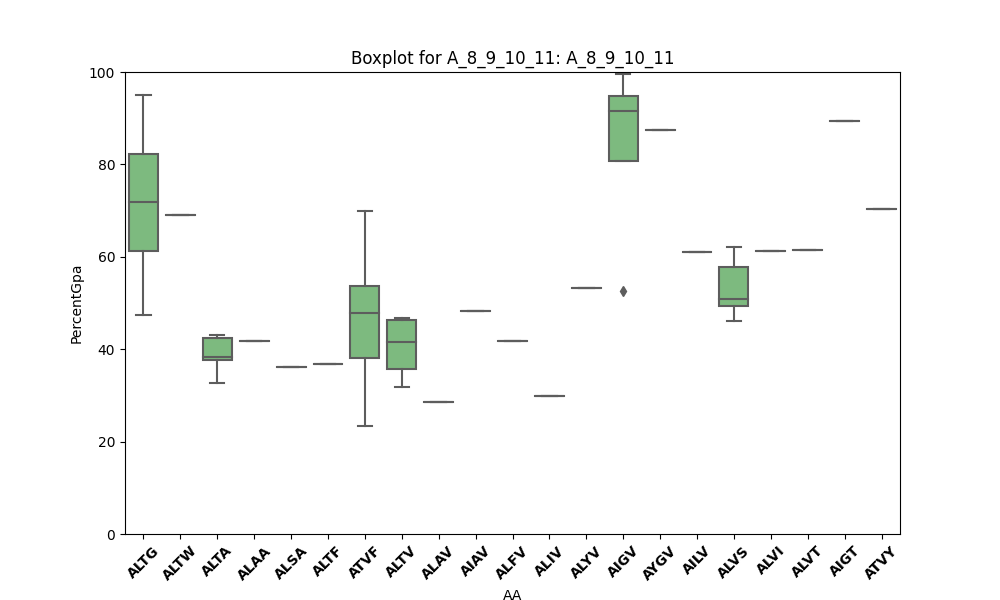 Boxplot for A_8_9_10_11: A_8_9_10_11
PercentGpa
100
80
60
40
20
0
ALTG ALTW ALTA ALAA ALSA ALTF ATVF ALTV ALAV AIAV ALFV ALIV ALYV AIGV AYGV AILV ALVS ALVI ALVT AIGT ATVY
AA